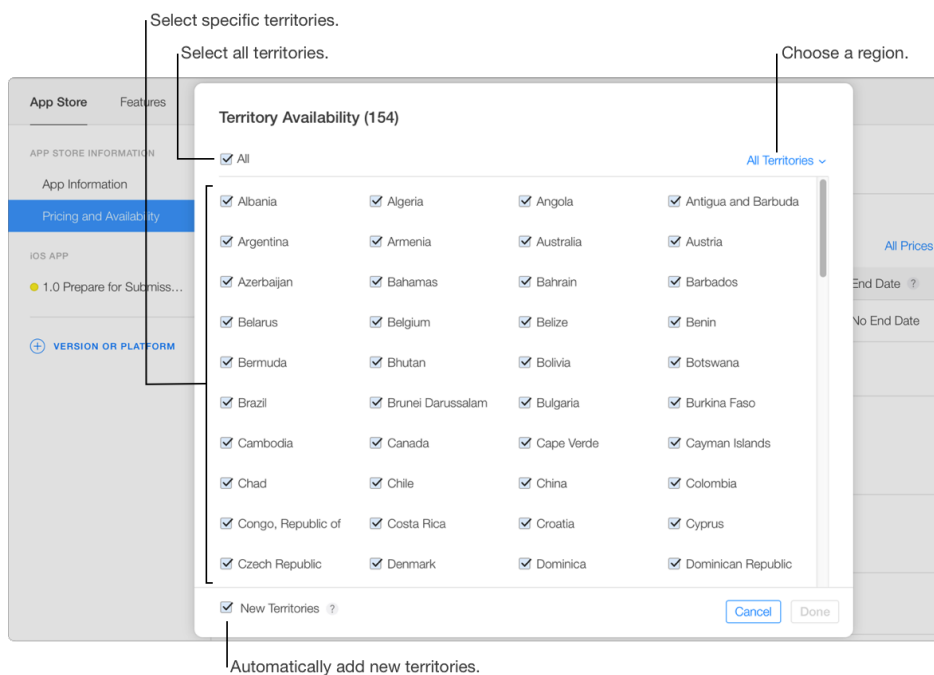 Select specific territories.
Select all territories.
Choose a region.
App Store Features
Territory Availability (154)
APP STORE INFORMATION
All
All Territories
App Information
Albania Algeria Angola Antigua and Barbuda
Pricing and Availability
Argentina Armenia Australia Austria
All Prices
iOS APP
Azerbaijan Bahamas Bahrain Barbados
End Date ?
1.0 Prepare for Submiss...
Belarus Belgium Belize Benin
No End Date
VERSION OR PLATFORM
Bermuda Bhutan Bolivia Botswana
Brazil Brunei Darussalam Bulgaria Burkina Faso
Cambodia Canada Cape Verde Cayman Islands
Chad Chile China Colombia
Congo, Republic of Costa Rica Croatia Cyprus
Czech Republic Denmark Dominica Dominican Republic
New Territories ?
Cancel Done
Automatically add new territories.